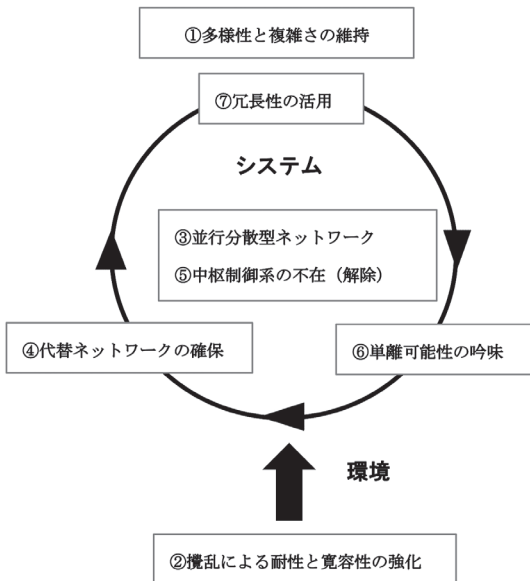 ①多様性と複雑さの維持
⑦冗長性の活用
システム
③並行分散型ネットワーク
⑤中枢制御系の不在（解除）
④代替ネットワークの確保
⑥単離可能性の吟味
環境
②攪乱による耐性と寛容性の強化